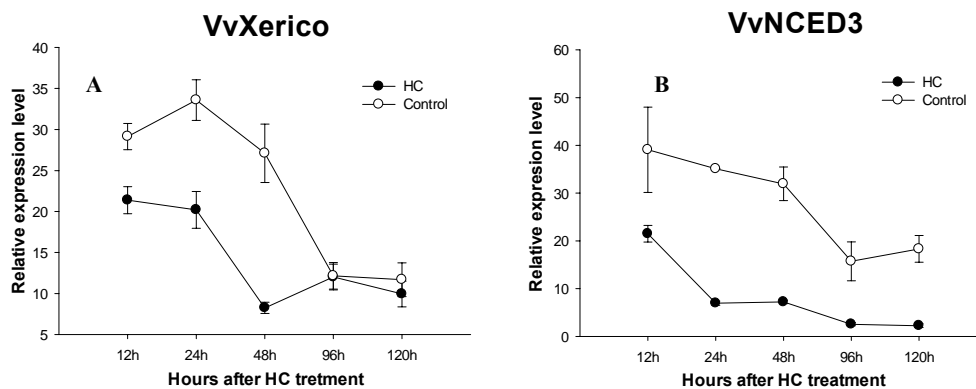 VvXerico
A
HC
Control
Relative expression level
40
35
30
25
20
15
10
5
12h
24h
48h
96h
120h
Hours after HC tretment
VvNCED3
B
HC
Control
Relative expression level
60
50
40
30
20
10
0
12h
24h
48h
96h
120h
Hours after HC treatment